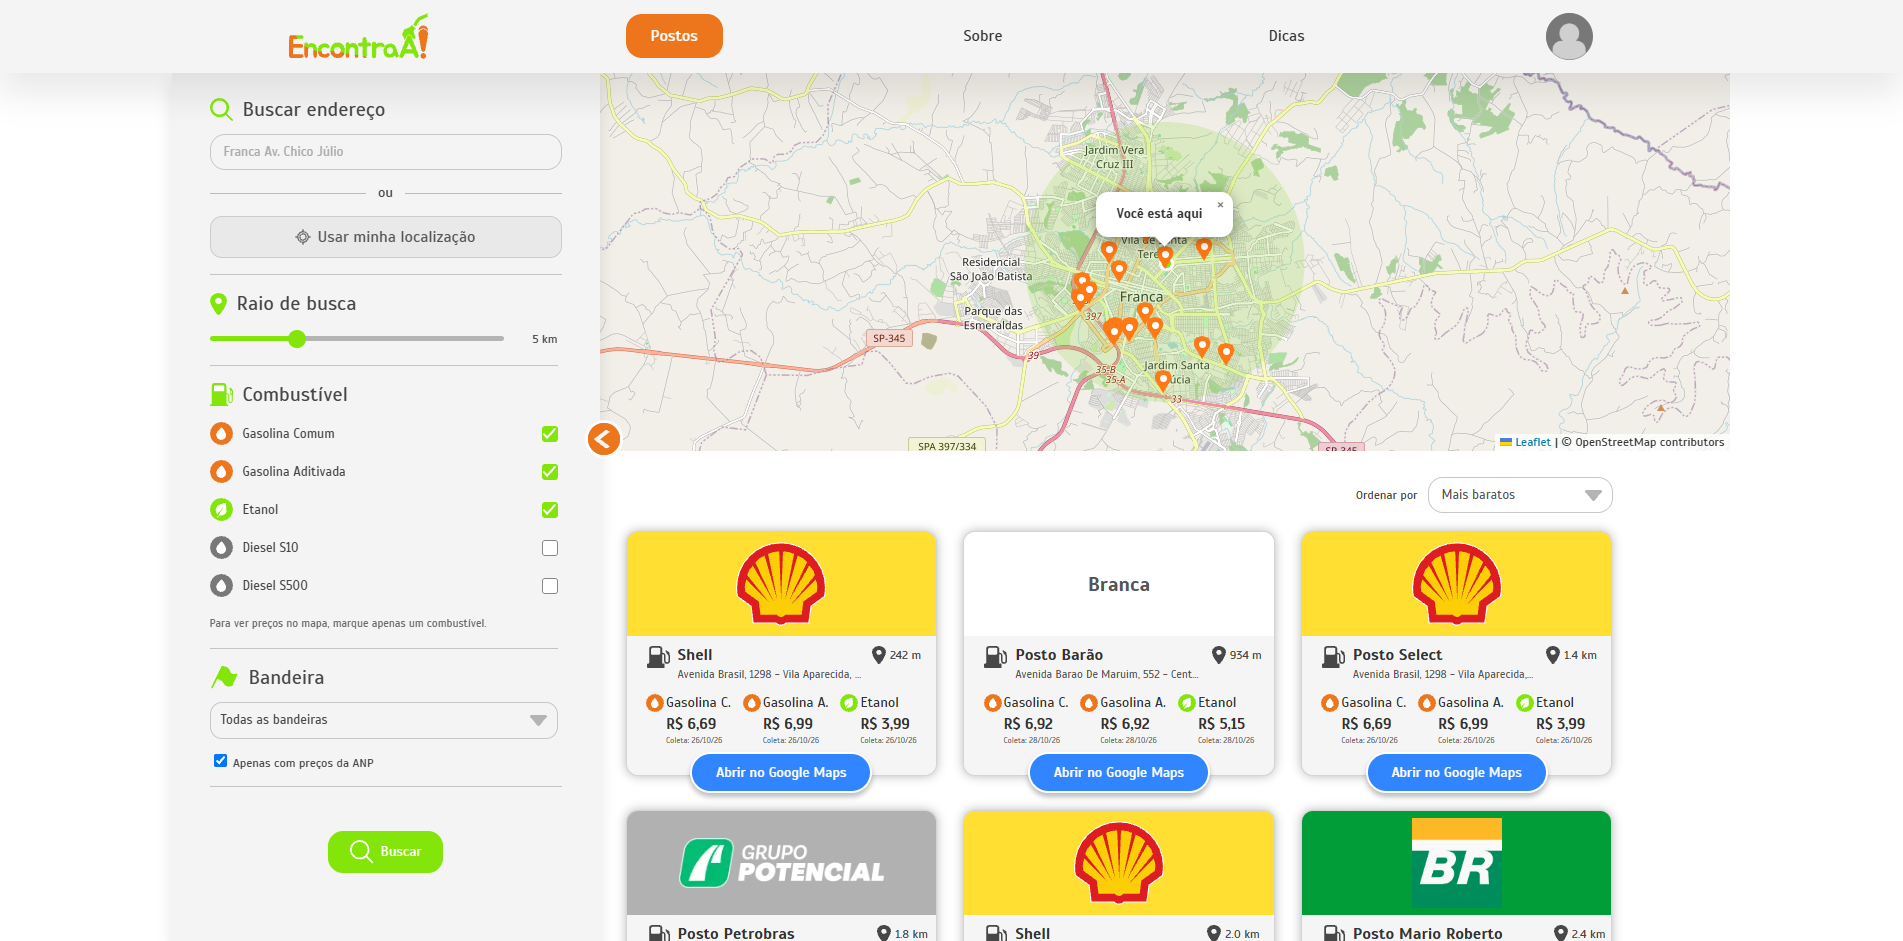 EncontraAí!
Postos
Sobre
Dicas
Buscar endereço
Franca Av. Chico Júlio
ou
Usar minha localização
Raio de busca
5 km
Combustível
Gasolina Comum
Gasolina Aditivada
Etanol
Diesel S10
Diesel S500
Para ver preços no mapa, marque apenas um combustível.
Bandeira
Todas as bandeiras
Apenas com preços da ANP
Buscar
Jardim Vera
Cruz III
Você está aqui
×
Residencial
São João Batista
Franca
Parque das
Esmeraldas
397
SP-345
39
35-B
35-A
Jardim Santa
33
SPA 397/334
SP-345
Leaflet | © OpenStreetMap contributors
Ordenar por
Mais baratos
Shell
242 m
Avenida Brasil, 1298 - Vila Aparecida, ...
Gasolina C. Gasolina A. Etanol
R$ 6,69 R$ 6,99 R$ 3,99
Coleta: 26/10/26 Coleta: 26/10/26 Coleta: 26/10/26
Abrir no Google Maps
Branca
Posto Barão
934 m
Avenida Barao De Maruim, 552 - Cent...
Gasolina C. Gasolina A. Etanol
R$ 6,92 R$ 6,92 R$ 5,15
Coleta: 28/10/26 Coleta: 28/10/26 Coleta: 28/10/26
Abrir no Google Maps
Posto Select
1.4 km
Avenida Brasil, 1298 - Vila Aparecida,...
Gasolina C. Gasolina A. Etanol
R$ 6,69 R$ 6,99 R$ 3,99
Coleta: 26/10/26 Coleta: 26/10/26 Coleta: 26/10/26
Abrir no Google Maps
GRUPO
POTENCIAL
Posto Petrobras
1.8 km
Shell
2.0 km
BR
Posto Mario Roberto
2.4 km